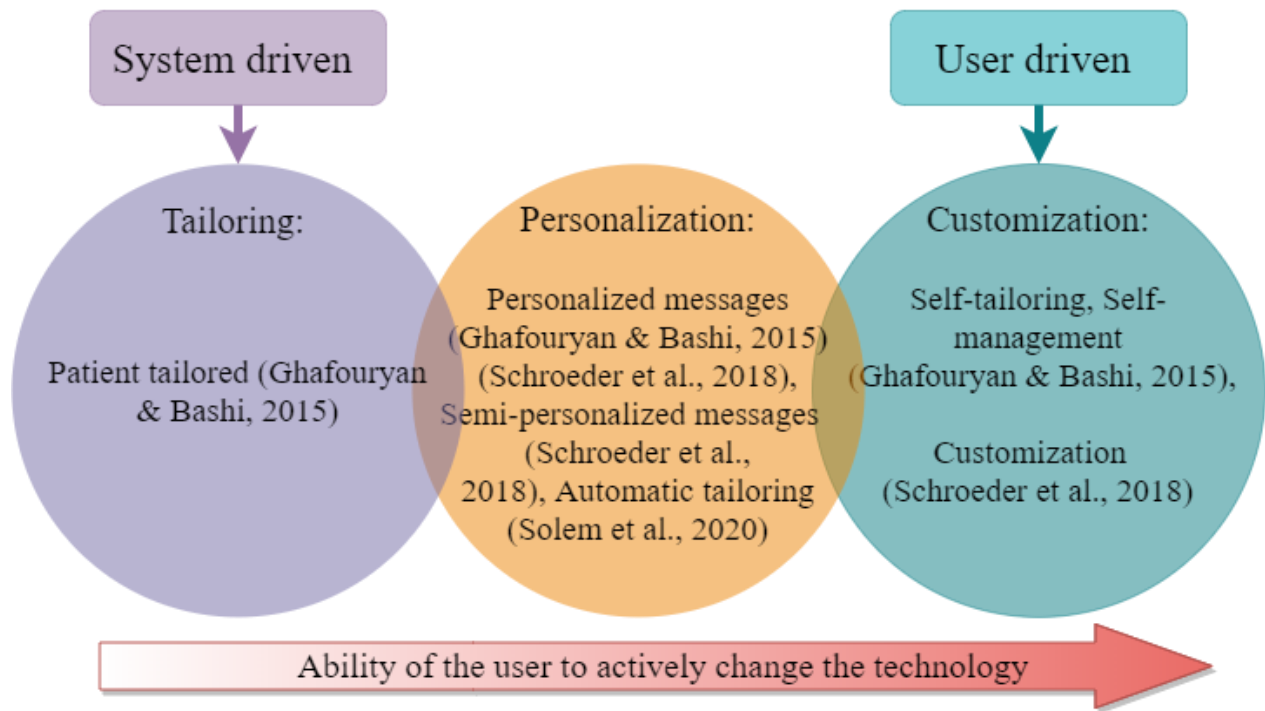 System driven
User driven
Tailoring:
Patient tailored (Ghafouryan
& Bashi, 2015)
Personalization:
Personalized messages
(Ghafouryan & Bashi, 2015)
(Schroeder et al., 2018),
Semi-personalized messages
(Schroeder et al.,
2018), Automatic tailoring
(Solem et al., 2020)
Customization:
Self-tailoring, Self-
management
(Ghafouryan & Bashi, 2015),
Customization
(Schroeder et al., 2018)
Ability of the user to actively change the technology